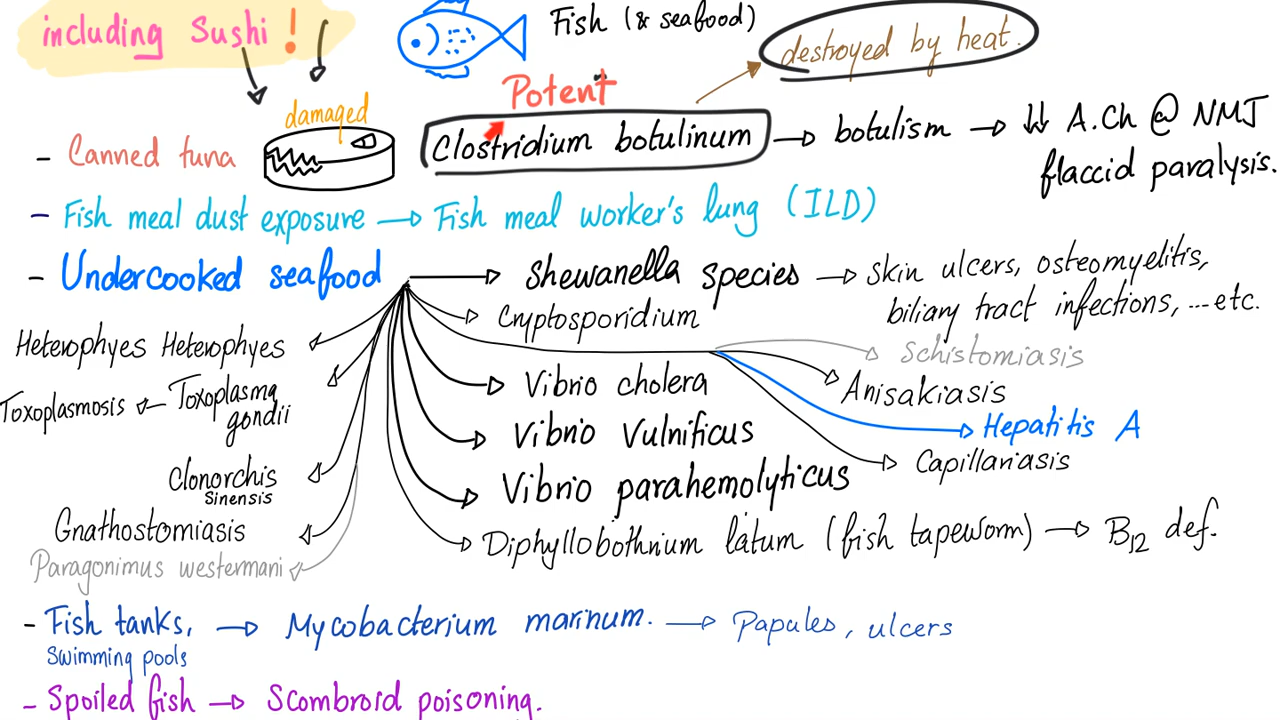 including Sushi !
Fish (& seafood)
destroyed by heat.
Potent
damaged
- Canned tuna
Clostridium botulinum → botulism → ↓↓ A.Ch @ NMJ
flaccid paralysis.
- Fish meal dust exposure → Fish meal worker's lung (ILD)
- Undercooked seafood → Shewanella species → skin ulcers, osteomyelitis,
biliary tract infections, ...etc.
Cryptosporidium
Heterophyes Heterophyes
Schistomiasis
Vibrio cholera
Anisakiasis
Toxoplasmosis ← Toxoplasma
gondii
Hepatitis A
Vibrio Vulnificus
Capillariasis
Clonorchis
Sinensis
Vibrio parahemolyticus
Gnathostomiasis
Diphyllobothrium latum (fish tapeworm) → B12 def.
Paragonimus westermani
- Fish tanks, → Mycobacterium marinum. → Papules, ulcers
Swimming pools
- Spoiled fish → Scombroid poisoning.